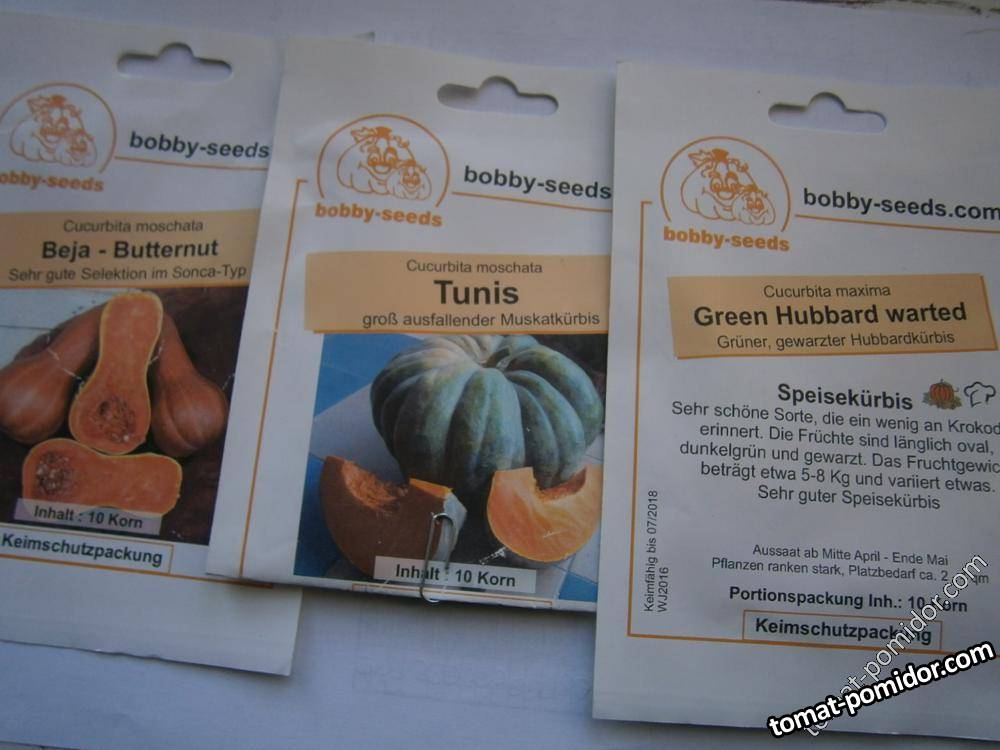 bobby-seeds
bobby-seeds
Cucurbita moschata
Beja - Butternut
Sehr gute Selektion im Sonca-Typ
Inhalt : 10 Korn
Keimschutzpackung
bobby-seeds
bobby-seeds
Cucurbita moschata
Tunis
groß ausfallender Muskatkürbis
Inhalt : 10 Korn
bobby-seeds.com
bobby-seeds
Cucurbita maxima
Green Hubbard warted
Grüner, gewarzter Hubbardkürbis
Speisekürbis
Sehr schöne Sorte, die ein wenig an Krokod
erinnert. Die Früchte sind länglich oval,
dunkelgrün und gewarzt. Das Fruchtgewic
beträgt etwa 5-8 Kg und variiert etwas.
Sehr guter Speisekürbis
Keimfähig bis 07/2018
WJ2016
Aussaat ab Mitte April - Ende Mai
Pflanzen ranken stark, Platzbedarf ca. 2 qm
Portionspackung Inh.: 10 Korn
Keimschutzpackung
tomat-pomidor.com
tomat-pomidor.com